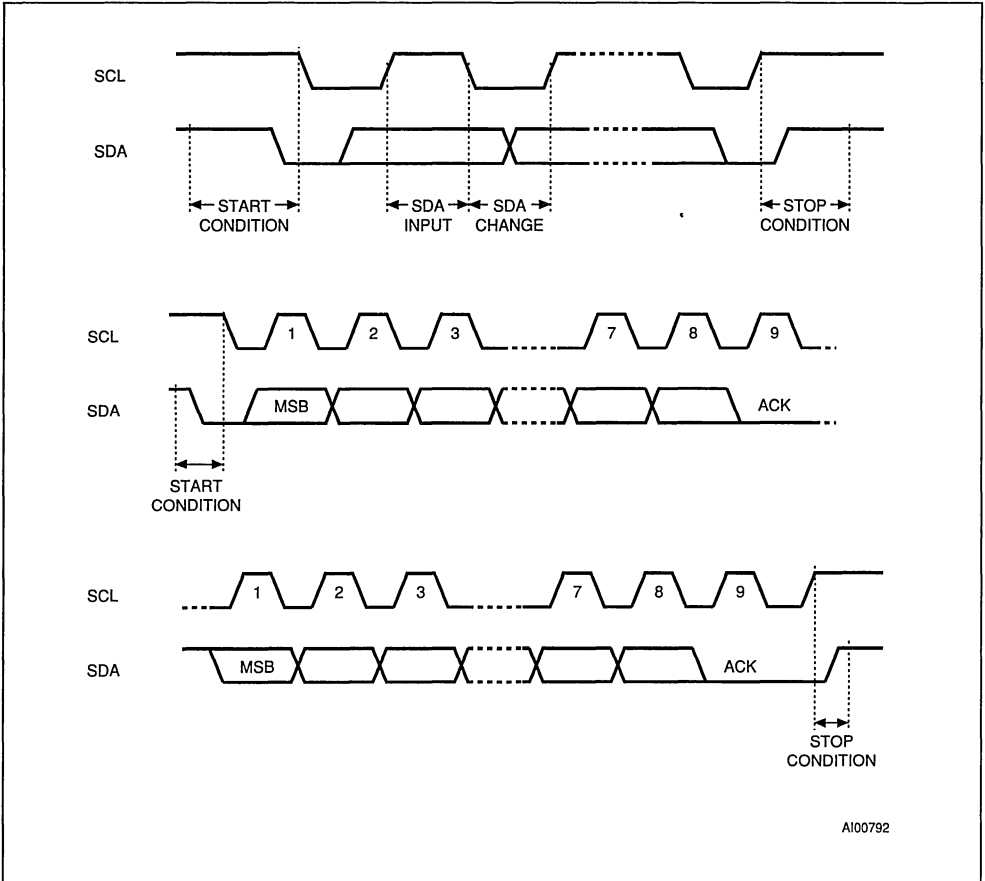 SCL
SDA
START CONDITION
SDA INPUT
SDA CHANGE
STOP CONDITION
SCL
1 2 3 7 8 9
SDA
MSB ACK
START CONDITION
SCL
1 2 3 7 8 9
SDA
MSB ACK
STOP CONDITION
AI00792